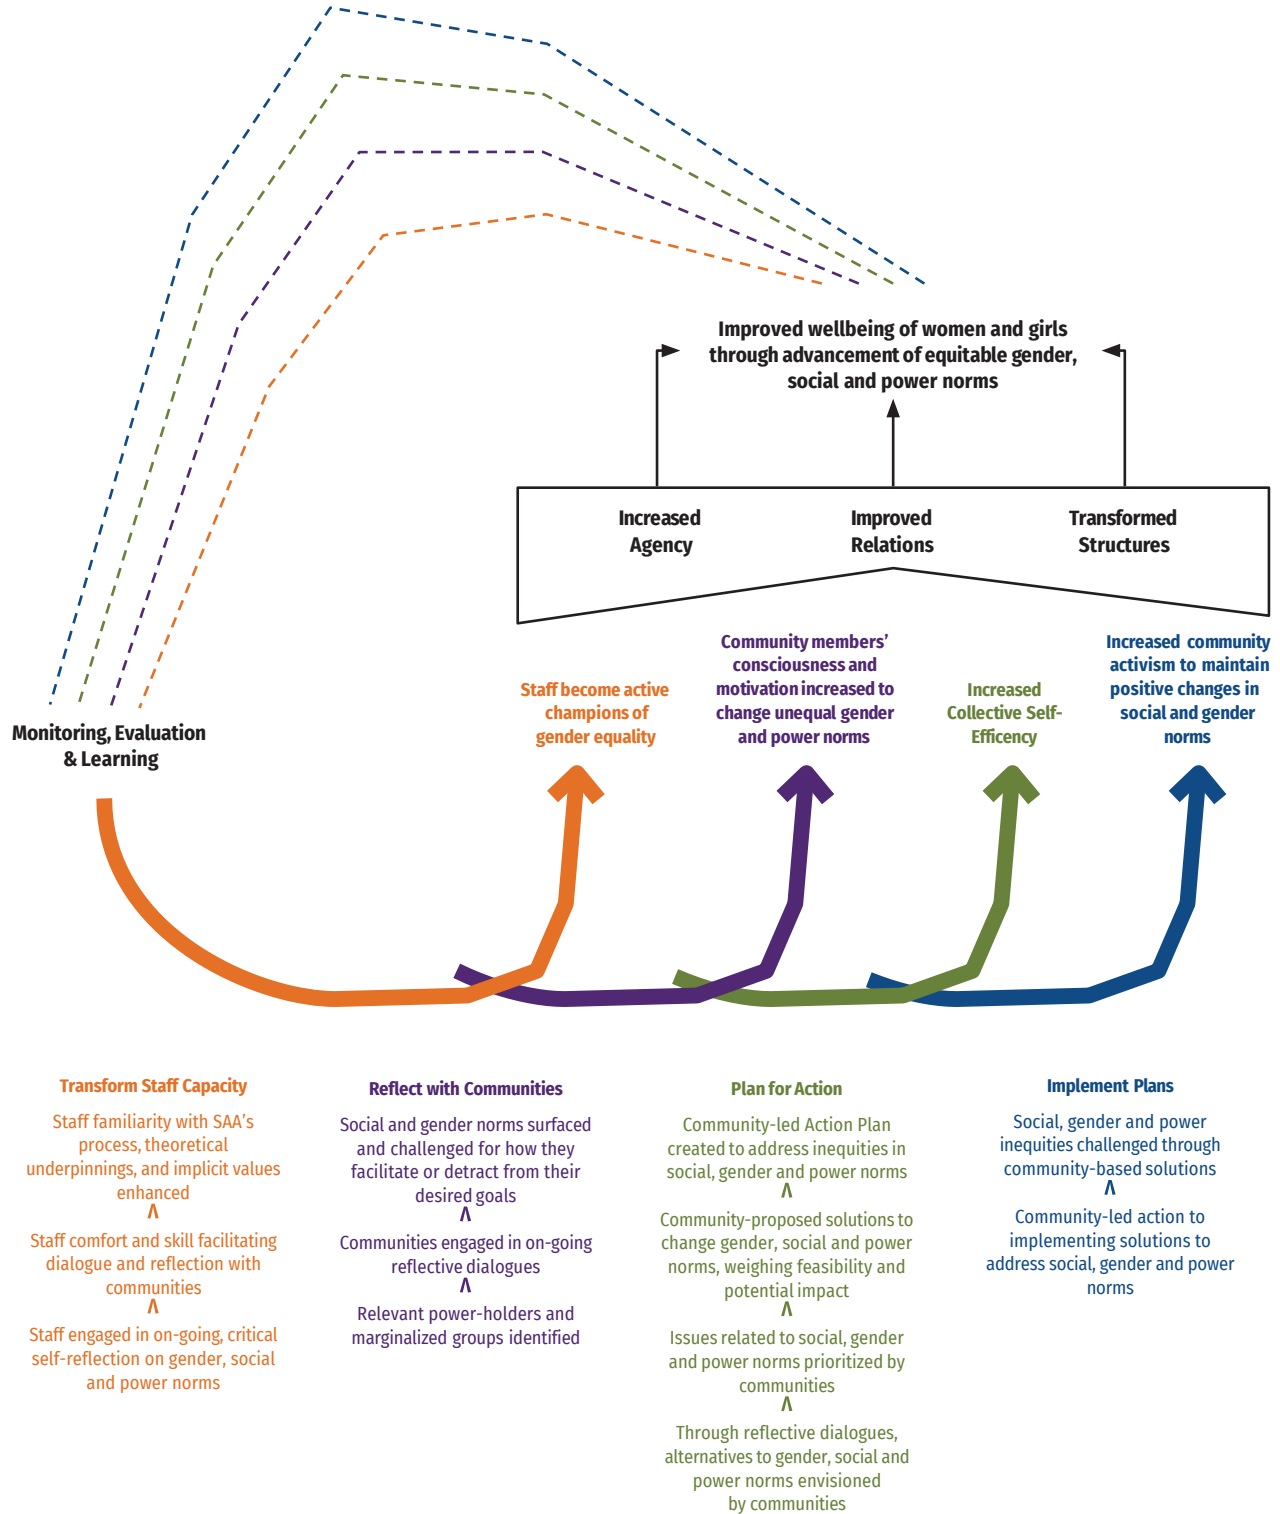 Improved wellbeing of women and girls
through advancement of equitable gender,
social and power norms
Increased
Agency
Improved
Relations
Transformed
Structures
Monitoring, Evaluation
& Learning
Staff become active
champions of
gender equality
Community members’
consciousness and
motivation increased to
change unequal gender
and power norms
Increased
Collective Self-
Efficency
Increased community
activism to maintain
positive changes in
social and gender
norms
Transform Staff Capacity
Staff familiarity with SAA’s
process, theoretical
underpinnings, and implicit values
enhanced
Staff comfort and skill facilitating
dialogue and reflection with
communities
Staff engaged in on-going, critical
self-reflection on gender, social
and power norms
Reflect with Communities
Social and gender norms surfaced
and challenged for how they
facilitate or detract from their
desired goals
Communities engaged in on-going
reflective dialogues
Relevant power-holders and
marginalized groups identified
Plan for Action
Community-led Action Plan
created to address inequities in
social, gender and power norms
Community-proposed solutions to
change gender, social and power
norms, weighing feasibility and
potential impact
Issues related to social, gender
and power norms prioritized by
communities
Through reflective dialogues,
alternatives to gender, social and
power norms envisioned
by communities
Implement Plans
Social, gender and power
inequities challenged through
community-based solutions
Community-led action to
implementing solutions to
address social, gender and power
norms